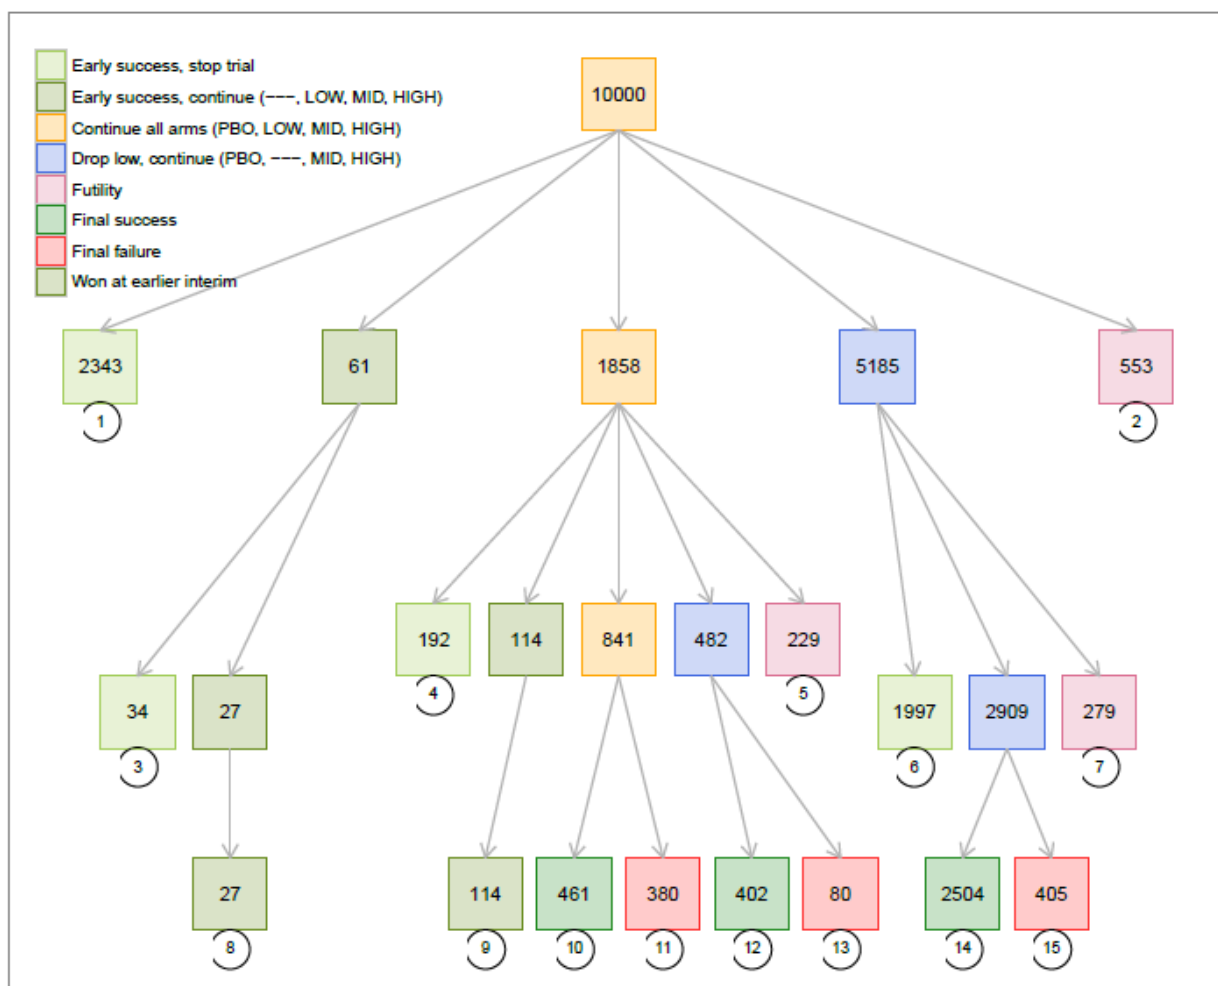 Early success, stop trial
Early success, continue (−−−, LOW, MID, HIGH)
Continue all arms (PBO, LOW, MID, HIGH)
Drop low, continue (PBO, −−−, MID, HIGH)
Futility
Final success
Final failure
Won at earlier interim
10000
2343 61 1858 5185 553
1 2
192 114 841 482 229
4 5
34 27 1997 2909 279
3 6 7
27 114 461 380 402 80 2504 405
8 9 10 11 12 13 14 15